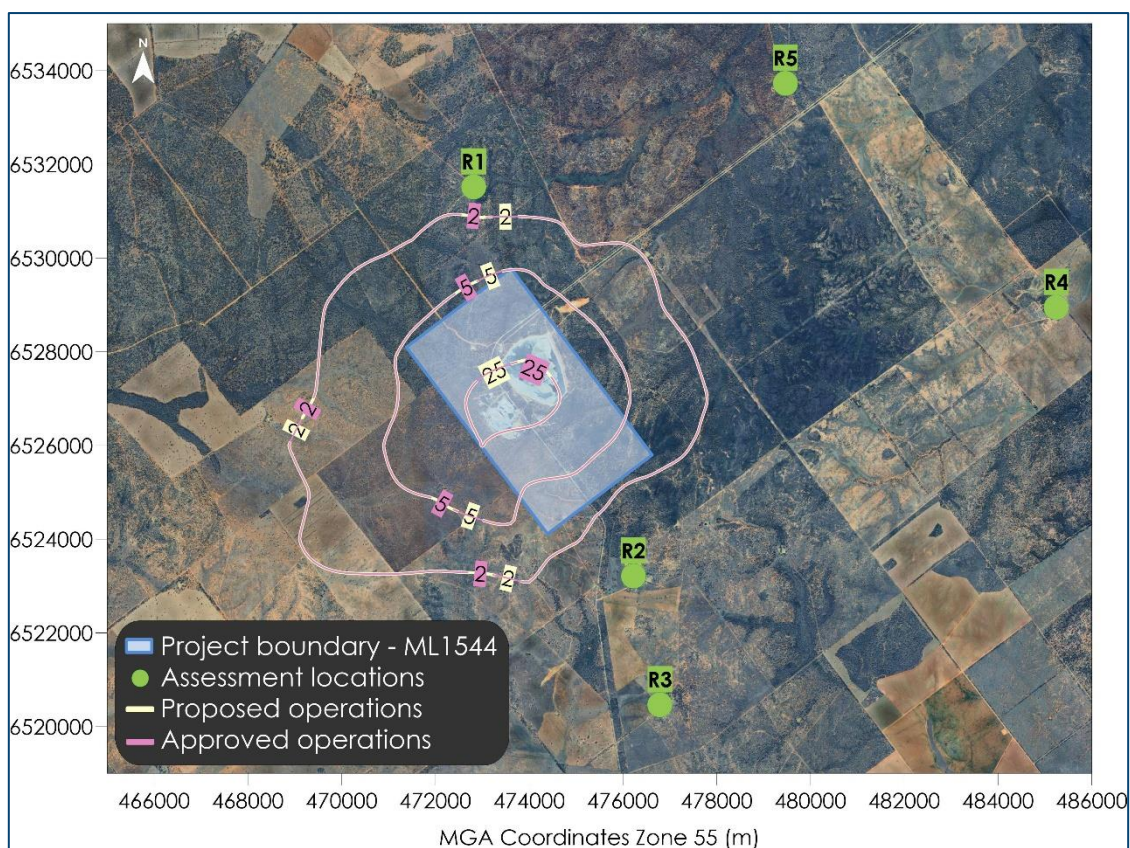 N
6534000
6532000
6530000
6528000
6526000
6524000
6522000
6520000
R5
R1
R4
2 2
5 5
25 25
2
2
5 5
2 2
R2
R3
Project boundary - ML1544
Assessment locations
Proposed operations
Approved operations
466000 468000 470000 472000 474000 476000 478000 480000 482000 484000 486000
MGA Coordinates Zone 55 (m)